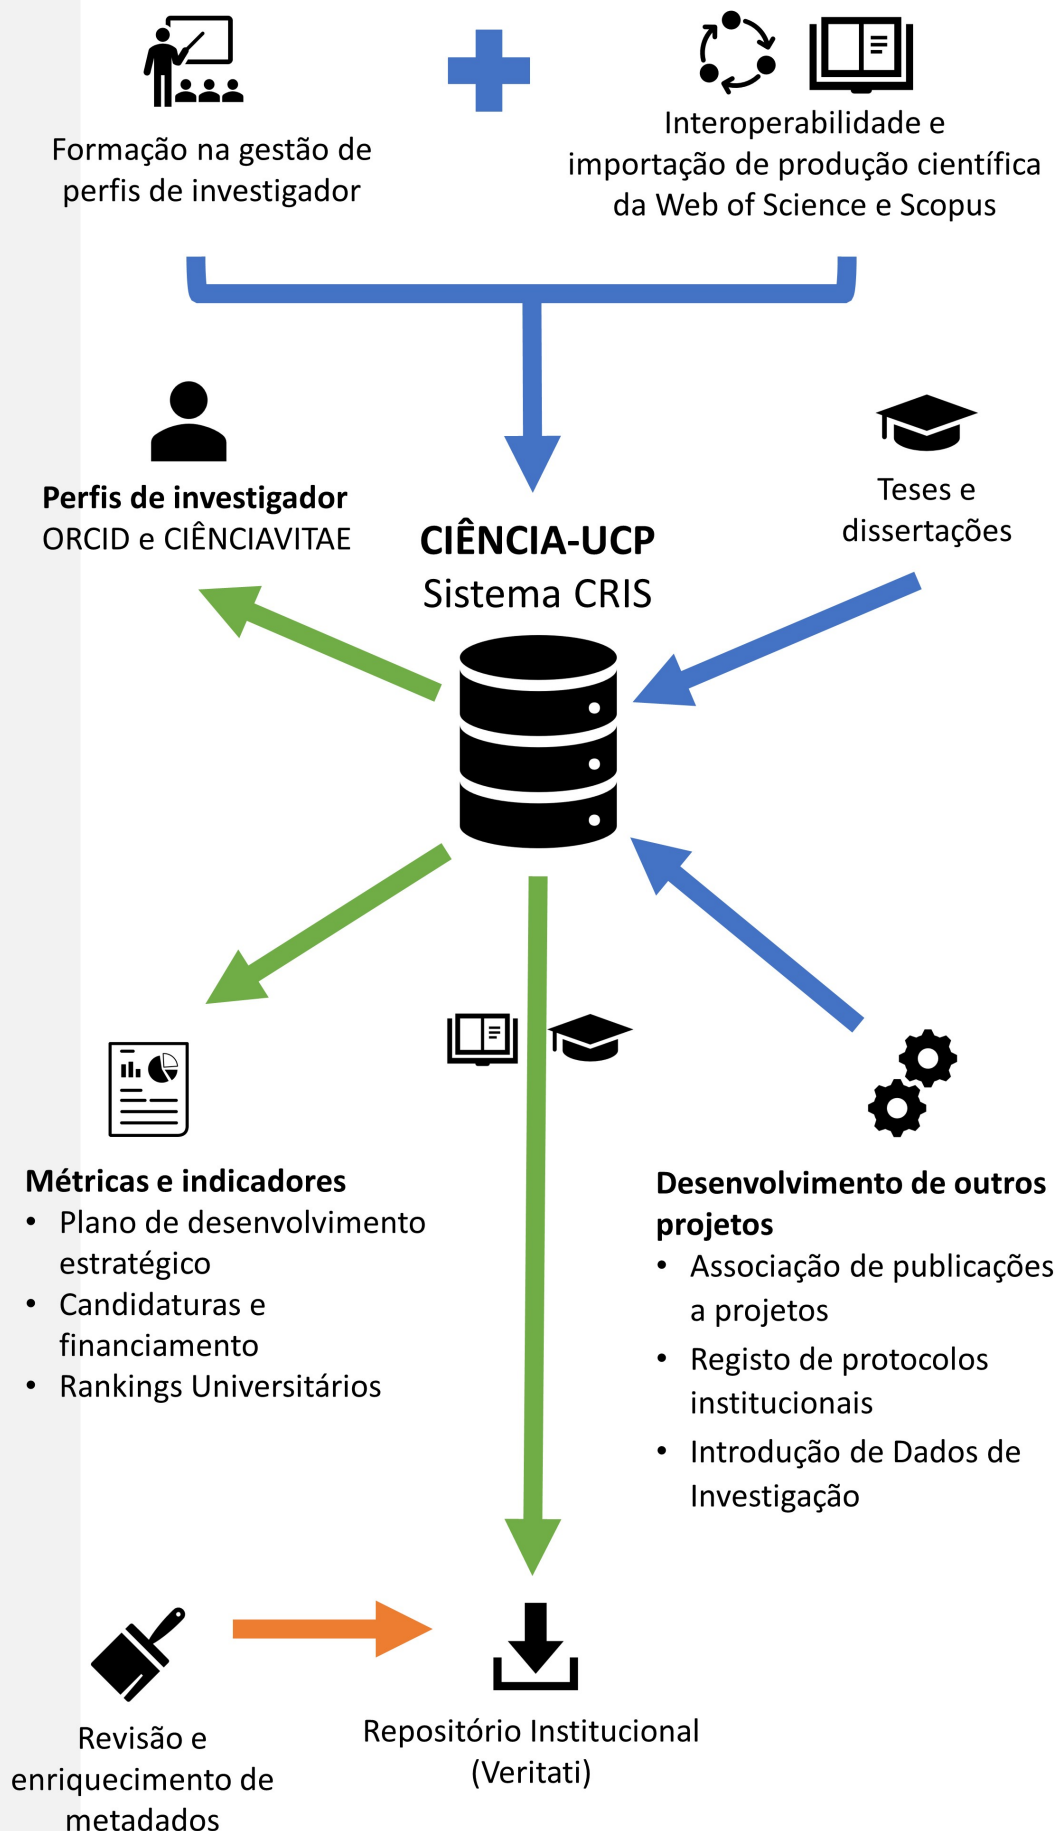 Formação na gestão de
perfis de investigador
Interoperabilidade e
importação de produção científica
da Web of Science e Scopus
Perfis de investigador
ORCID e CIÊNCIAVITAE
CIÊNCIA-UCP
Sistema CRIS
Teses e
dissertações
Métricas e indicadores
• Plano de desenvolvimento
estratégico
• Candidaturas e
financiamento
• Rankings Universitários
Desenvolvimento de outros
projetos
• Associação de publicações
a projetos
• Registo de protocolos
institucionais
• Introdução de Dados de
Investigação
Revisão e
enriquecimento de
metadados
Repositório Institucional
(Veritati)